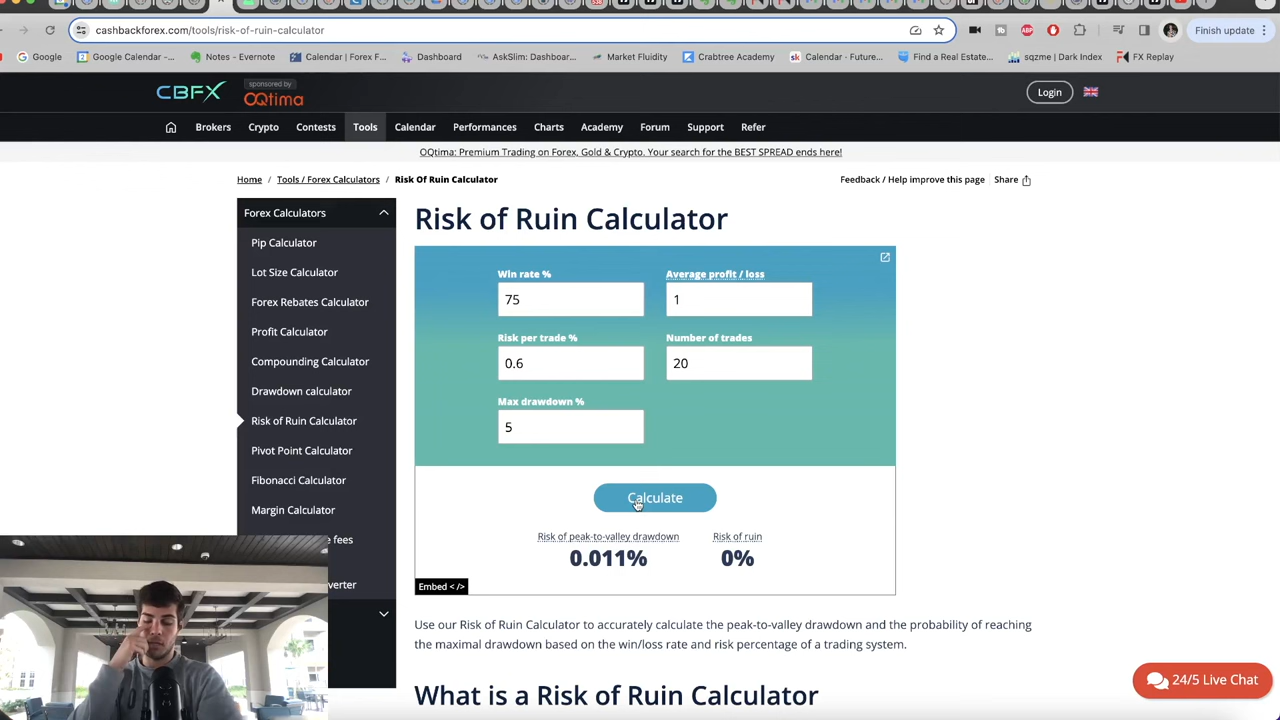 cashbackforex.com/tools/risk-of-ruin-calculator
Finish update
Google
Google Calendar -...
Notes - Evernote
Calendar | Forex F...
Dashboard
AskSlim: Dashboar...
Market Fluidity
Crabtree Academy
Calendar - Future...
Find a Real Estate...
sqzme | Dark Index
FX Replay
CBFX
sponsored by
OQtima
Login
Brokers
Crypto
Contests
Tools
Calendar
Performances
Charts
Academy
Forum
Support
Refer
OQtima: Premium Trading on Forex, Gold & Crypto. Your search for the BEST SPREAD ends here!
Home / Tools / Forex Calculators / Risk Of Ruin Calculator
Feedback / Help improve this page
Share
Forex Calculators
Pip Calculator
Lot Size Calculator
Forex Rebates Calculator
Profit Calculator
Compounding Calculator
Drawdown calculator
Risk of Ruin Calculator
Pivot Point Calculator
Fibonacci Calculator
Margin Calculator
fees
verter
Risk of Ruin Calculator
Win rate %
Average profit / loss
75
1
Risk per trade %
Number of trades
0.6
20
Max drawdown %
5
Calculate
Risk of peak-to-valley drawdown
Risk of ruin
0.011%
0%
Embed </>
Use our Risk of Ruin Calculator to accurately calculate the peak-to-valley drawdown and the probability of reaching
the maximal drawdown based on the win/loss rate and risk percentage of a trading system.
What is a Risk of Ruin Calculator
24/5 Live Chat